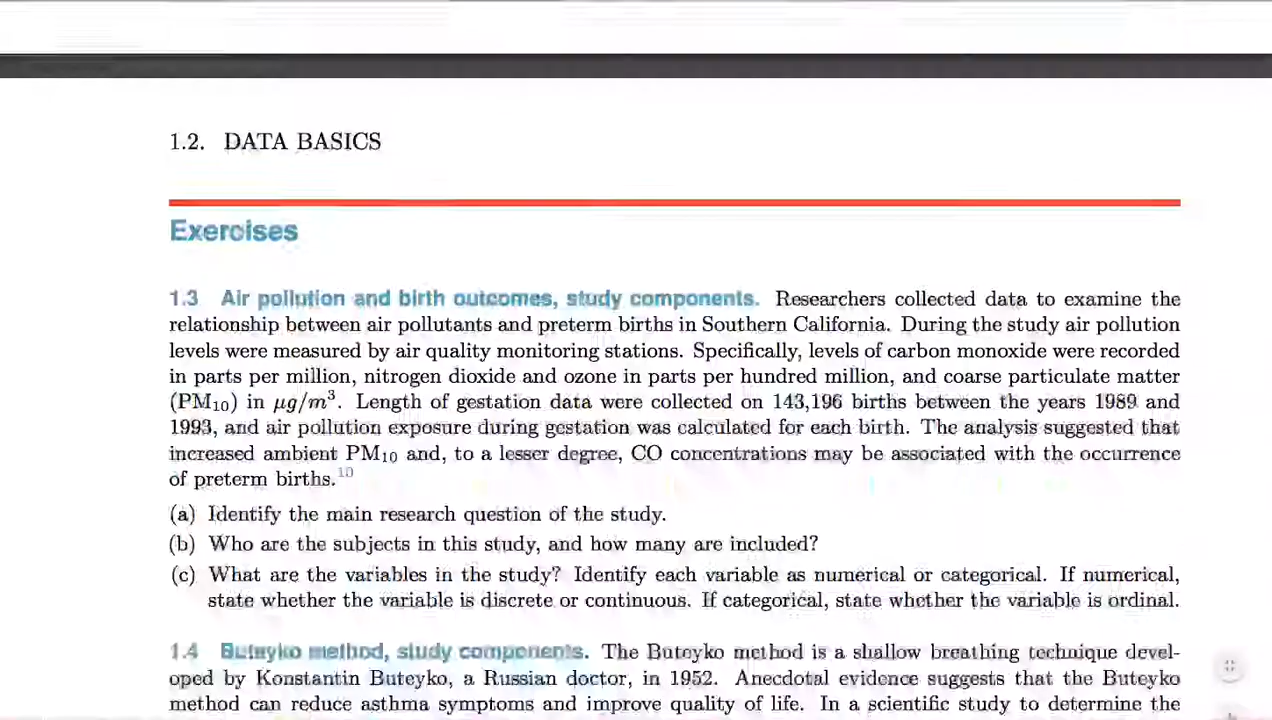 1.2. DATA BASICS
Exercises
1.3 Air pollution and birth outcomes, study components. Researchers collected data to examine the
relationship between air pollutants and preterm births in Southern California. During the study air pollution
levels were measured by air quality monitoring stations. Specifically, levels of carbon monoxide were recorded
in parts per million, nitrogen dioxide and ozone in parts per hundred million, and coarse particulate matter
(PM₁₀) in μg/m³. Length of gestation data were collected on 143,196 births between the years 1989 and
1993, and air pollution exposure during gestation was calculated for each birth. The analysis suggested that
increased ambient PM₁₀ and, to a lesser degree, CO concentrations may be associated with the occurrence
of preterm births.¹⁰
(a) Identify the main research question of the study.
(b) Who are the subjects in this study, and how many are included?
(c) What are the variables in the study? Identify each variable as numerical or categorical. If numerical,
state whether the variable is discrete or continuous. If categorical, state whether the variable is ordinal.
1.4 Buteyko method, study components. The Buteyko method is a shallow breathing technique devel-
oped by Konstantin Buteyko, a Russian doctor, in 1952. Anecdotal evidence suggests that the Buteyko
method can reduce asthma symptoms and improve quality of life. In a scientific study to determine the